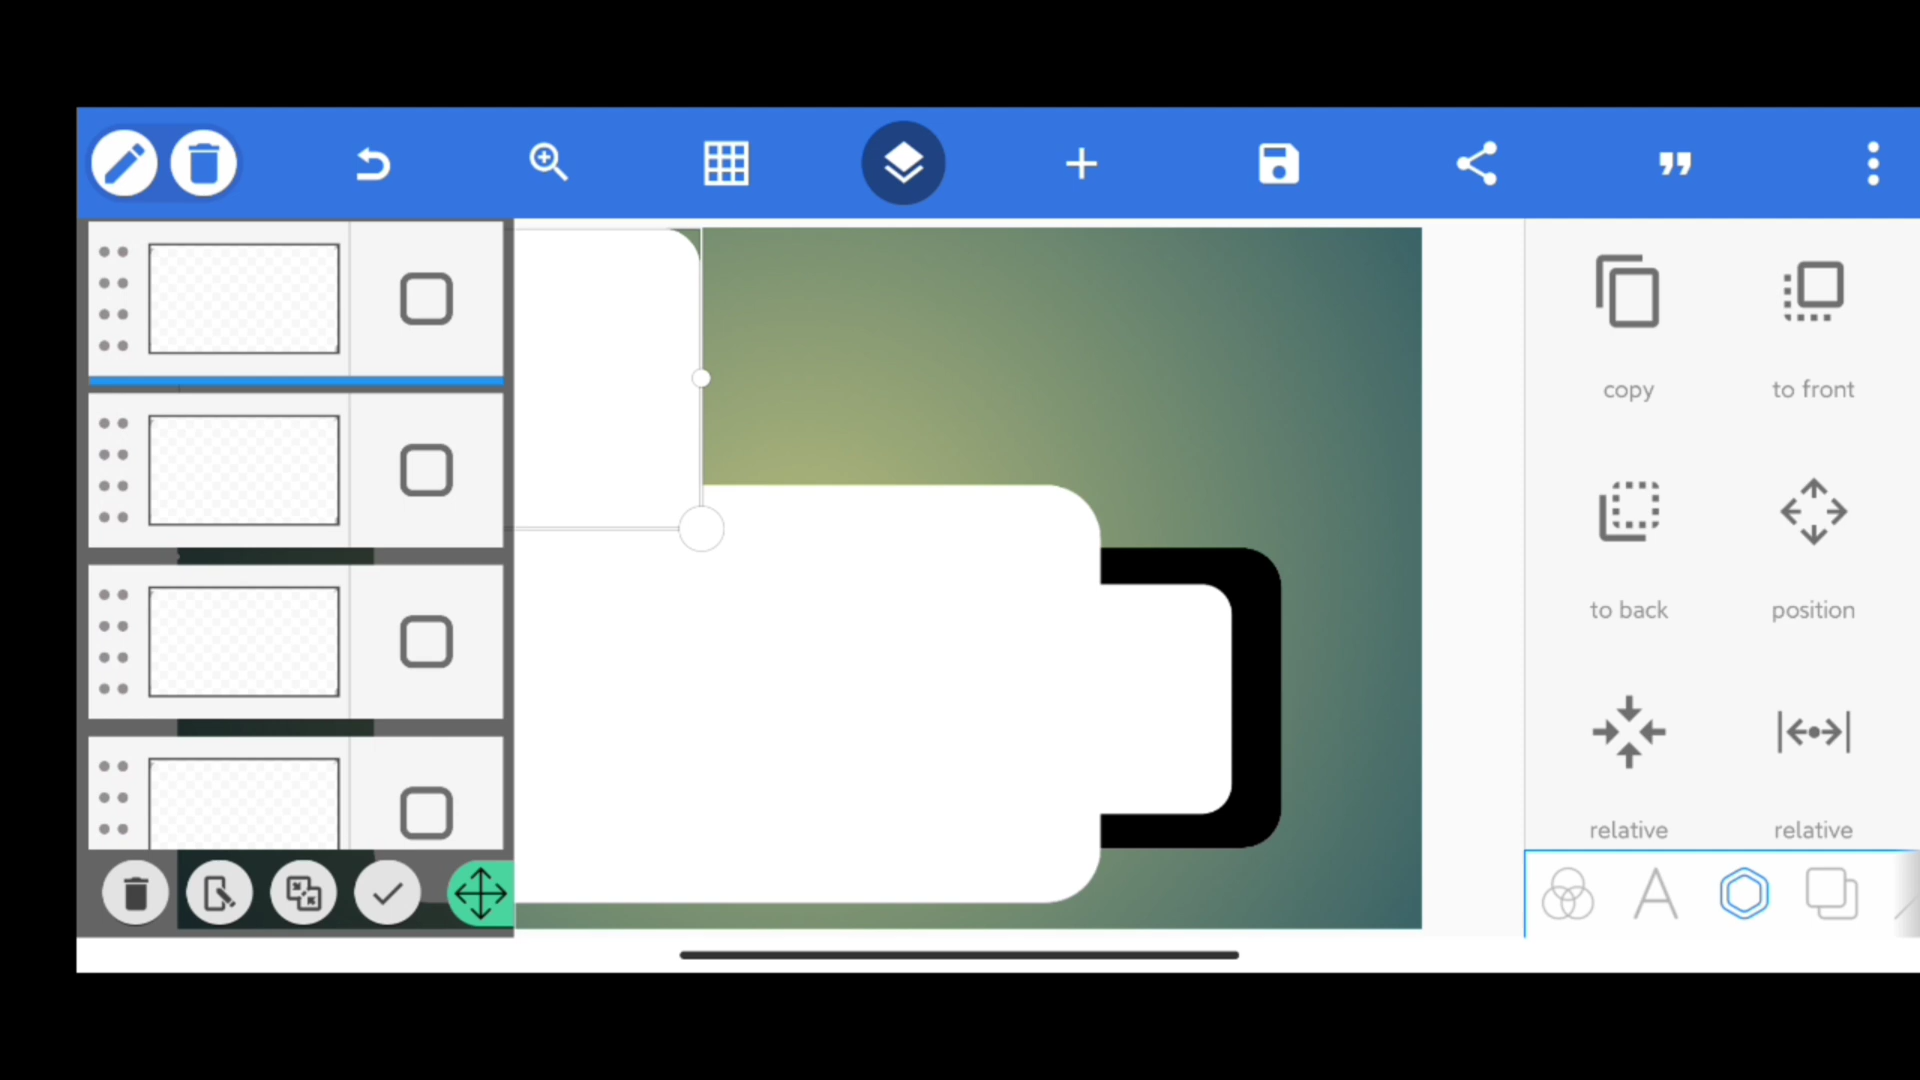 copy
to front
to back
position
relative
relative